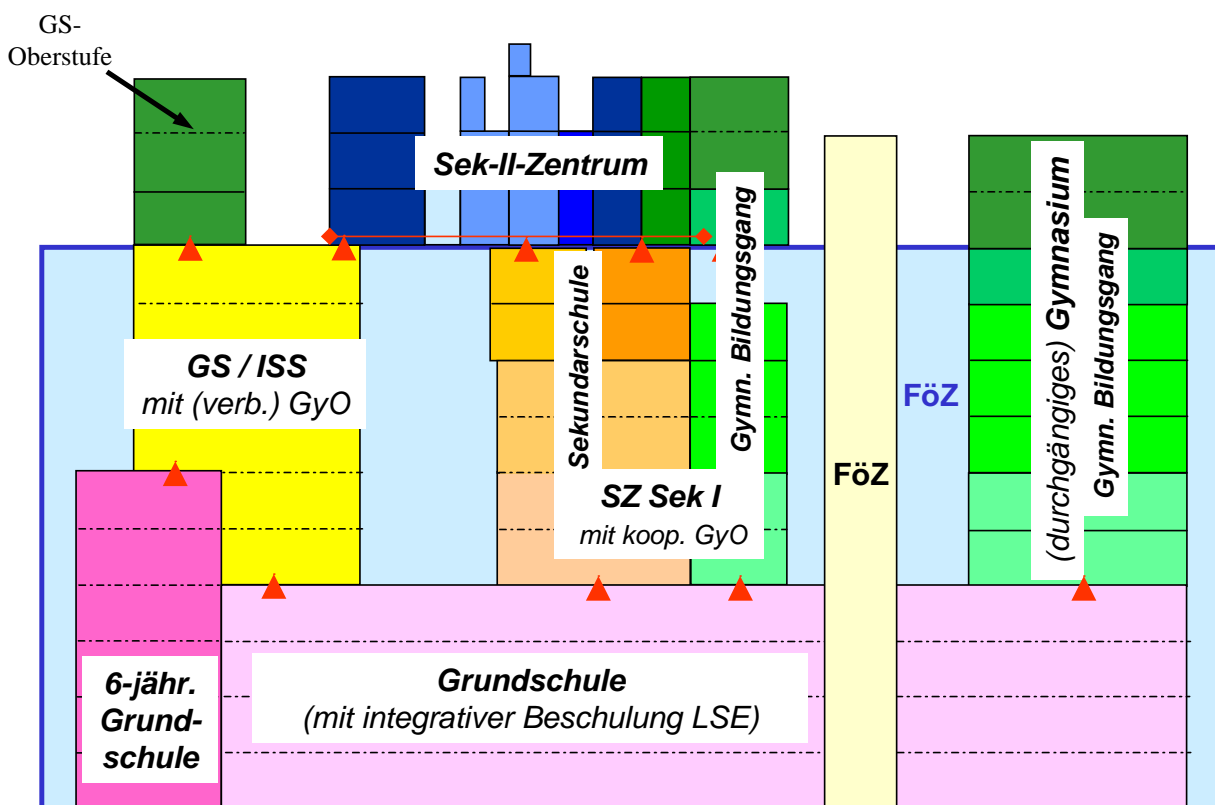 GS-
Oberstufe
Sek-II-Zentrum
GS / ISS
mit (verb.) GyO
Sekundarschule
Gymn. Bildungsgang
SZ Sek I
mit koop. GyO
FöZ
FöZ
(durchgängiges) Gymnasium
Gymn. Bildungsgang
6-jähr.
Grund-
schule
Grundschule
(mit integrativer Beschulung LSE)